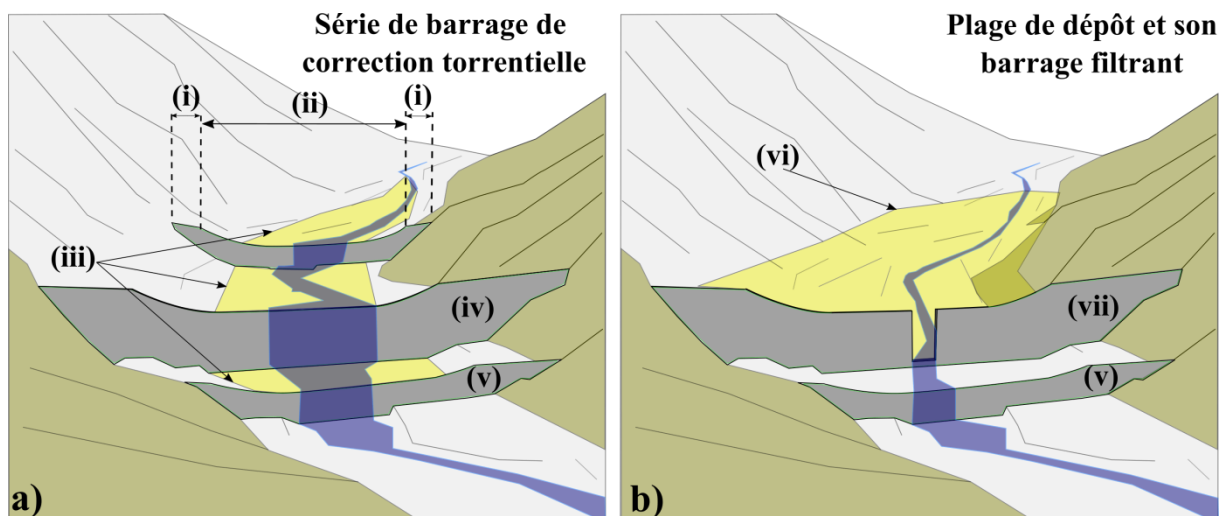 Série de barrage de
correction torrentielle
(i)
(ii)
(i)
(iii)
(iv)
(v)
a)
Plage de dépôt et son
barrage filtrant
(vi)
(vii)
(v)
b)